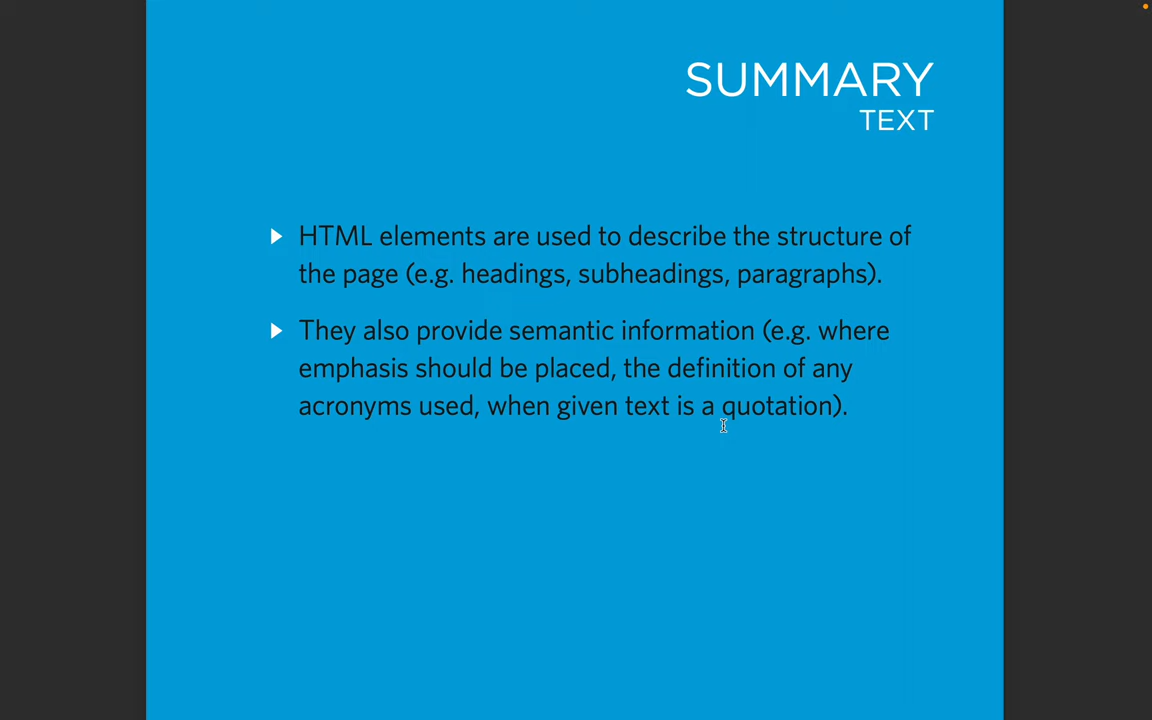 SUMMARY
TEXT
HTML elements are used to describe the structure of
the page (e.g. headings, subheadings, paragraphs).
They also provide semantic information (e.g. where
emphasis should be placed, the definition of any
acronyms used, when given text is a quotation).